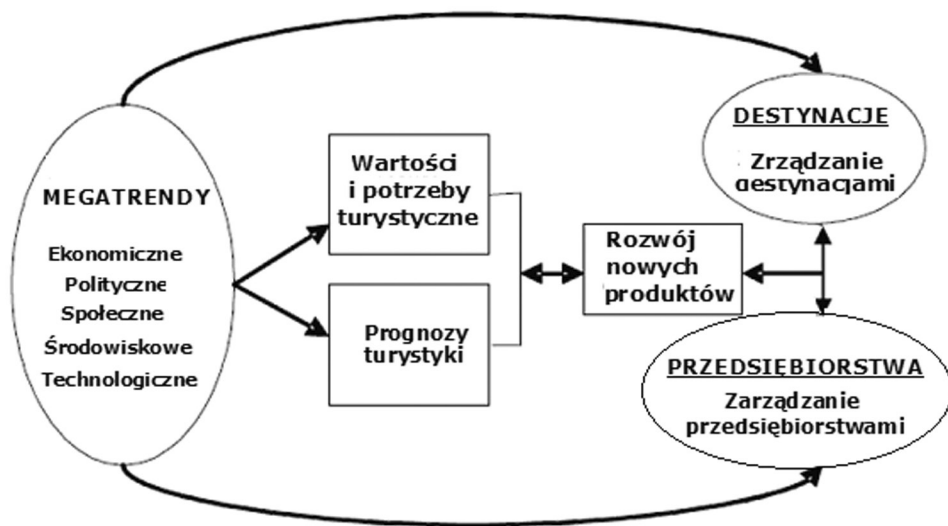 MEGATRENDY
Ekonomiczne
Polityczne
Społeczne
Środowiskowe
Technologiczne
Wartości
i potrzeby
turystyczne
Prognozy
turystyki
Rozwój
nowych
produktów
DESTYNACJE
Zrządzanie
destynacjami
PRZEDSIĘBIORSTWA
Zarządzanie
przedsiębiorstwami